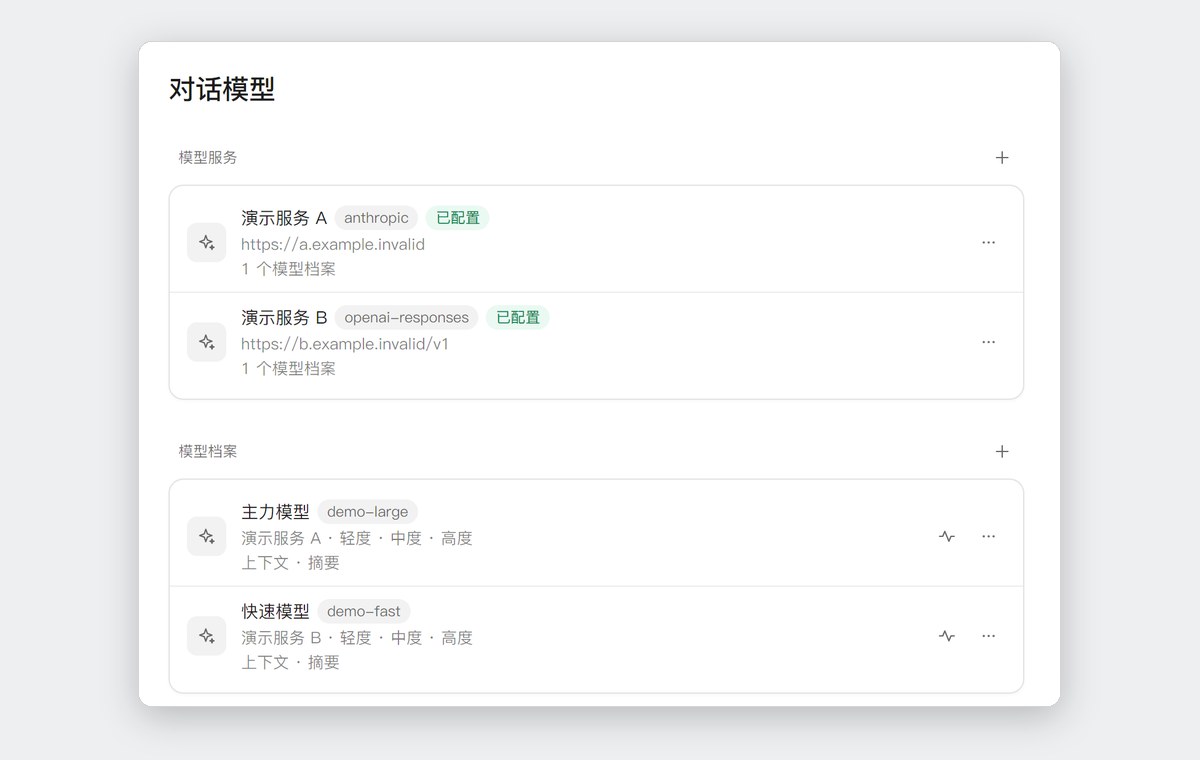 对话模型
模型服务
演示服务 A anthropic 已配置
https://a.example.invalid
1 个模型档案
演示服务 B openai-responses 已配置
https://b.example.invalid/v1
1 个模型档案
模型档案
主力模型 demo-large
演示服务 A · 轻度 · 中度 · 高度
上下文 · 摘要
快速模型 demo-fast
演示服务 B · 轻度 · 中度 · 高度
上下文 · 摘要